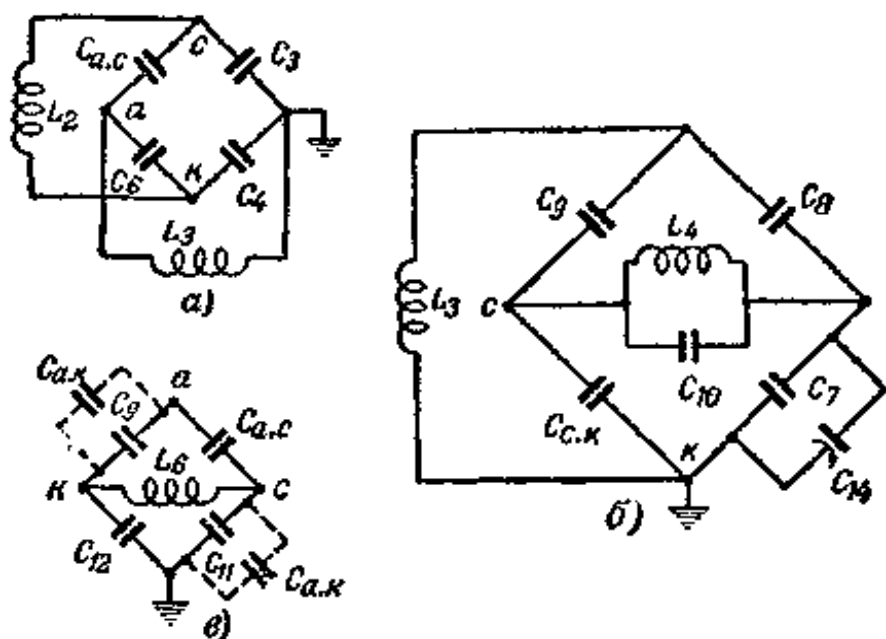 Cа.с
с
C3
L2
а
C6
к
C4
L3
а)
C9
C8
L4
L3
с
C10
C7
Cс.к
к
C14
б)
Cа.к
а
C9
Cа.с
L6
к
с
C12
C11
Cа.к
в)